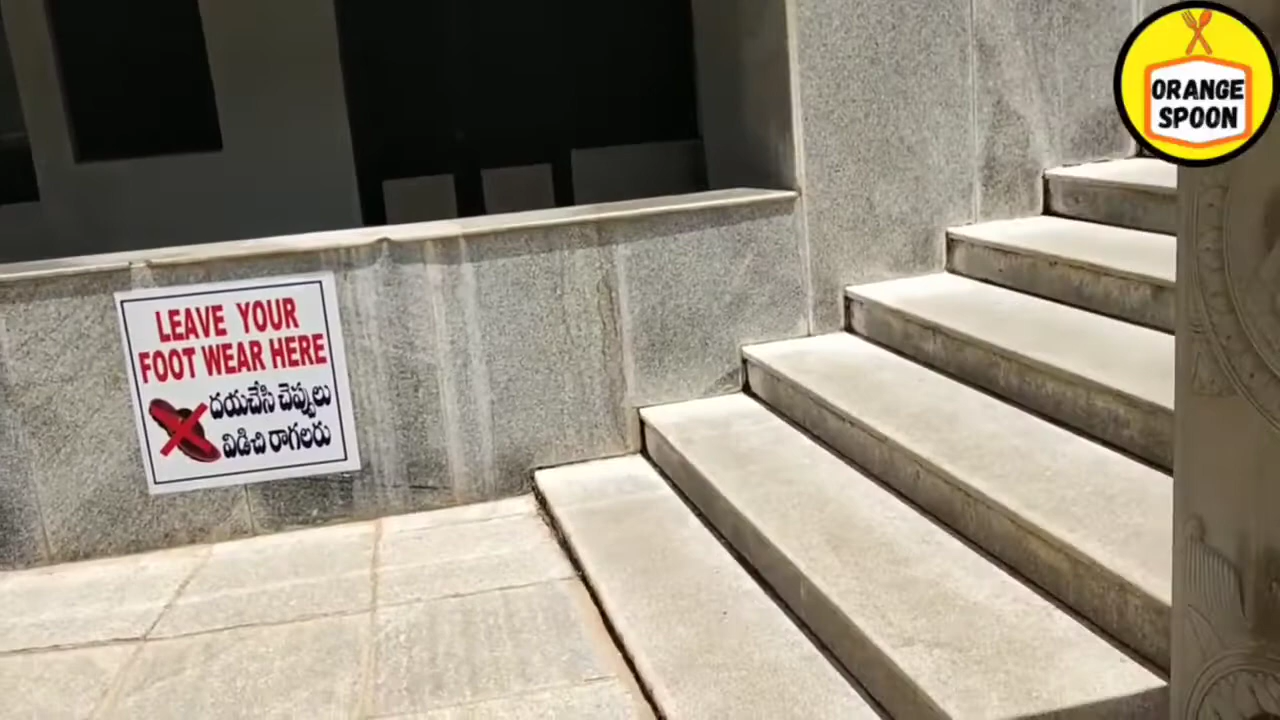 LEAVE YOUR
FOOT WEAR HERE
దయచేసి చెప్పులు
విడిచి రాగలరు
ORANGE
SPOON